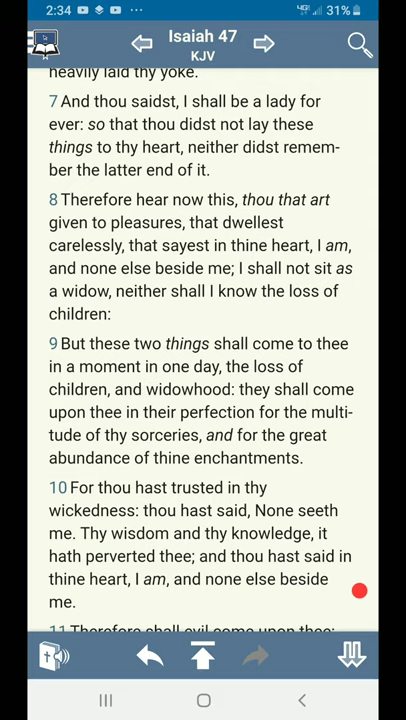 2:34 31%
Isaiah 47
KJV
heavily laid thy yoke.
7 And thou saidst, I shall be a lady for
ever: so that thou didst not lay these
things to thy heart, neither didst remem-
ber the latter end of it.
8 Therefore hear now this, thou that art
given to pleasures, that dwellest
carelessly, that sayest in thine heart, I am,
and none else beside me; I shall not sit as
a widow, neither shall I know the loss of
children:
9 But these two things shall come to thee
in a moment in one day, the loss of
children, and widowhood: they shall come
upon thee in their perfection for the multi-
tude of thy sorceries, and for the great
abundance of thine enchantments.
10 For thou hast trusted in thy
wickedness: thou hast said, None seeth
me. Thy wisdom and thy knowledge, it
hath perverted thee; and thou hast said in
thine heart, I am, and none else beside
me.
11 Therefore shall evil come upon thee: